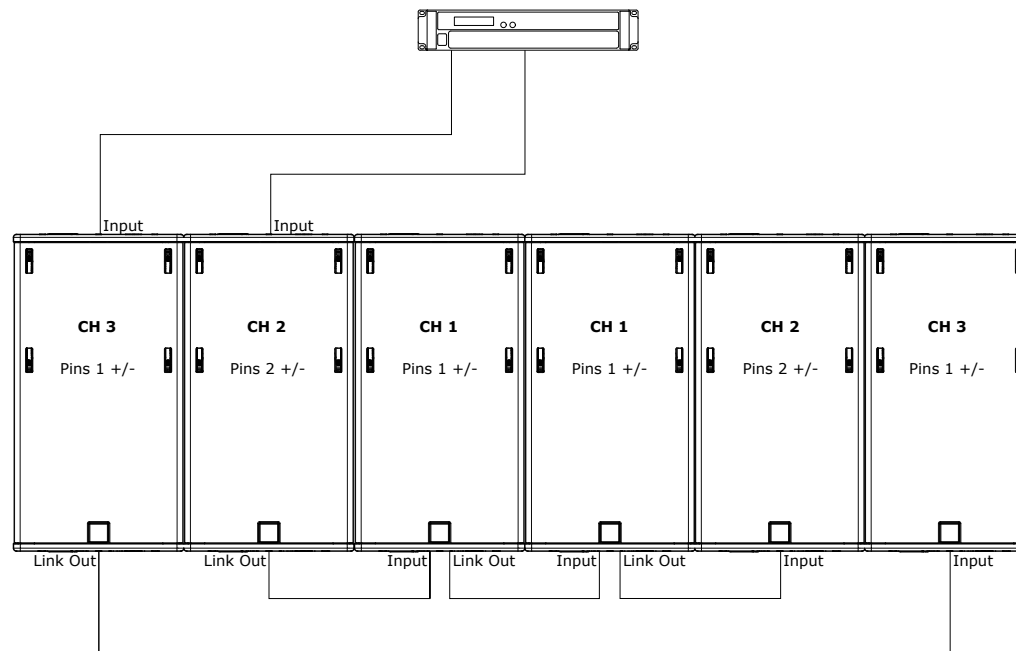 Input
Input
CH 3
CH 2
CH 1
CH 1
CH 2
CH 3
Pins 1 +/-
Pins 2 +/-
Pins 1 +/-
Pins 1 +/-
Pins 2 +/-
Pins 1 +/-
Link Out
Link Out
Input
Link Out
Input
Link Out
Input
Input